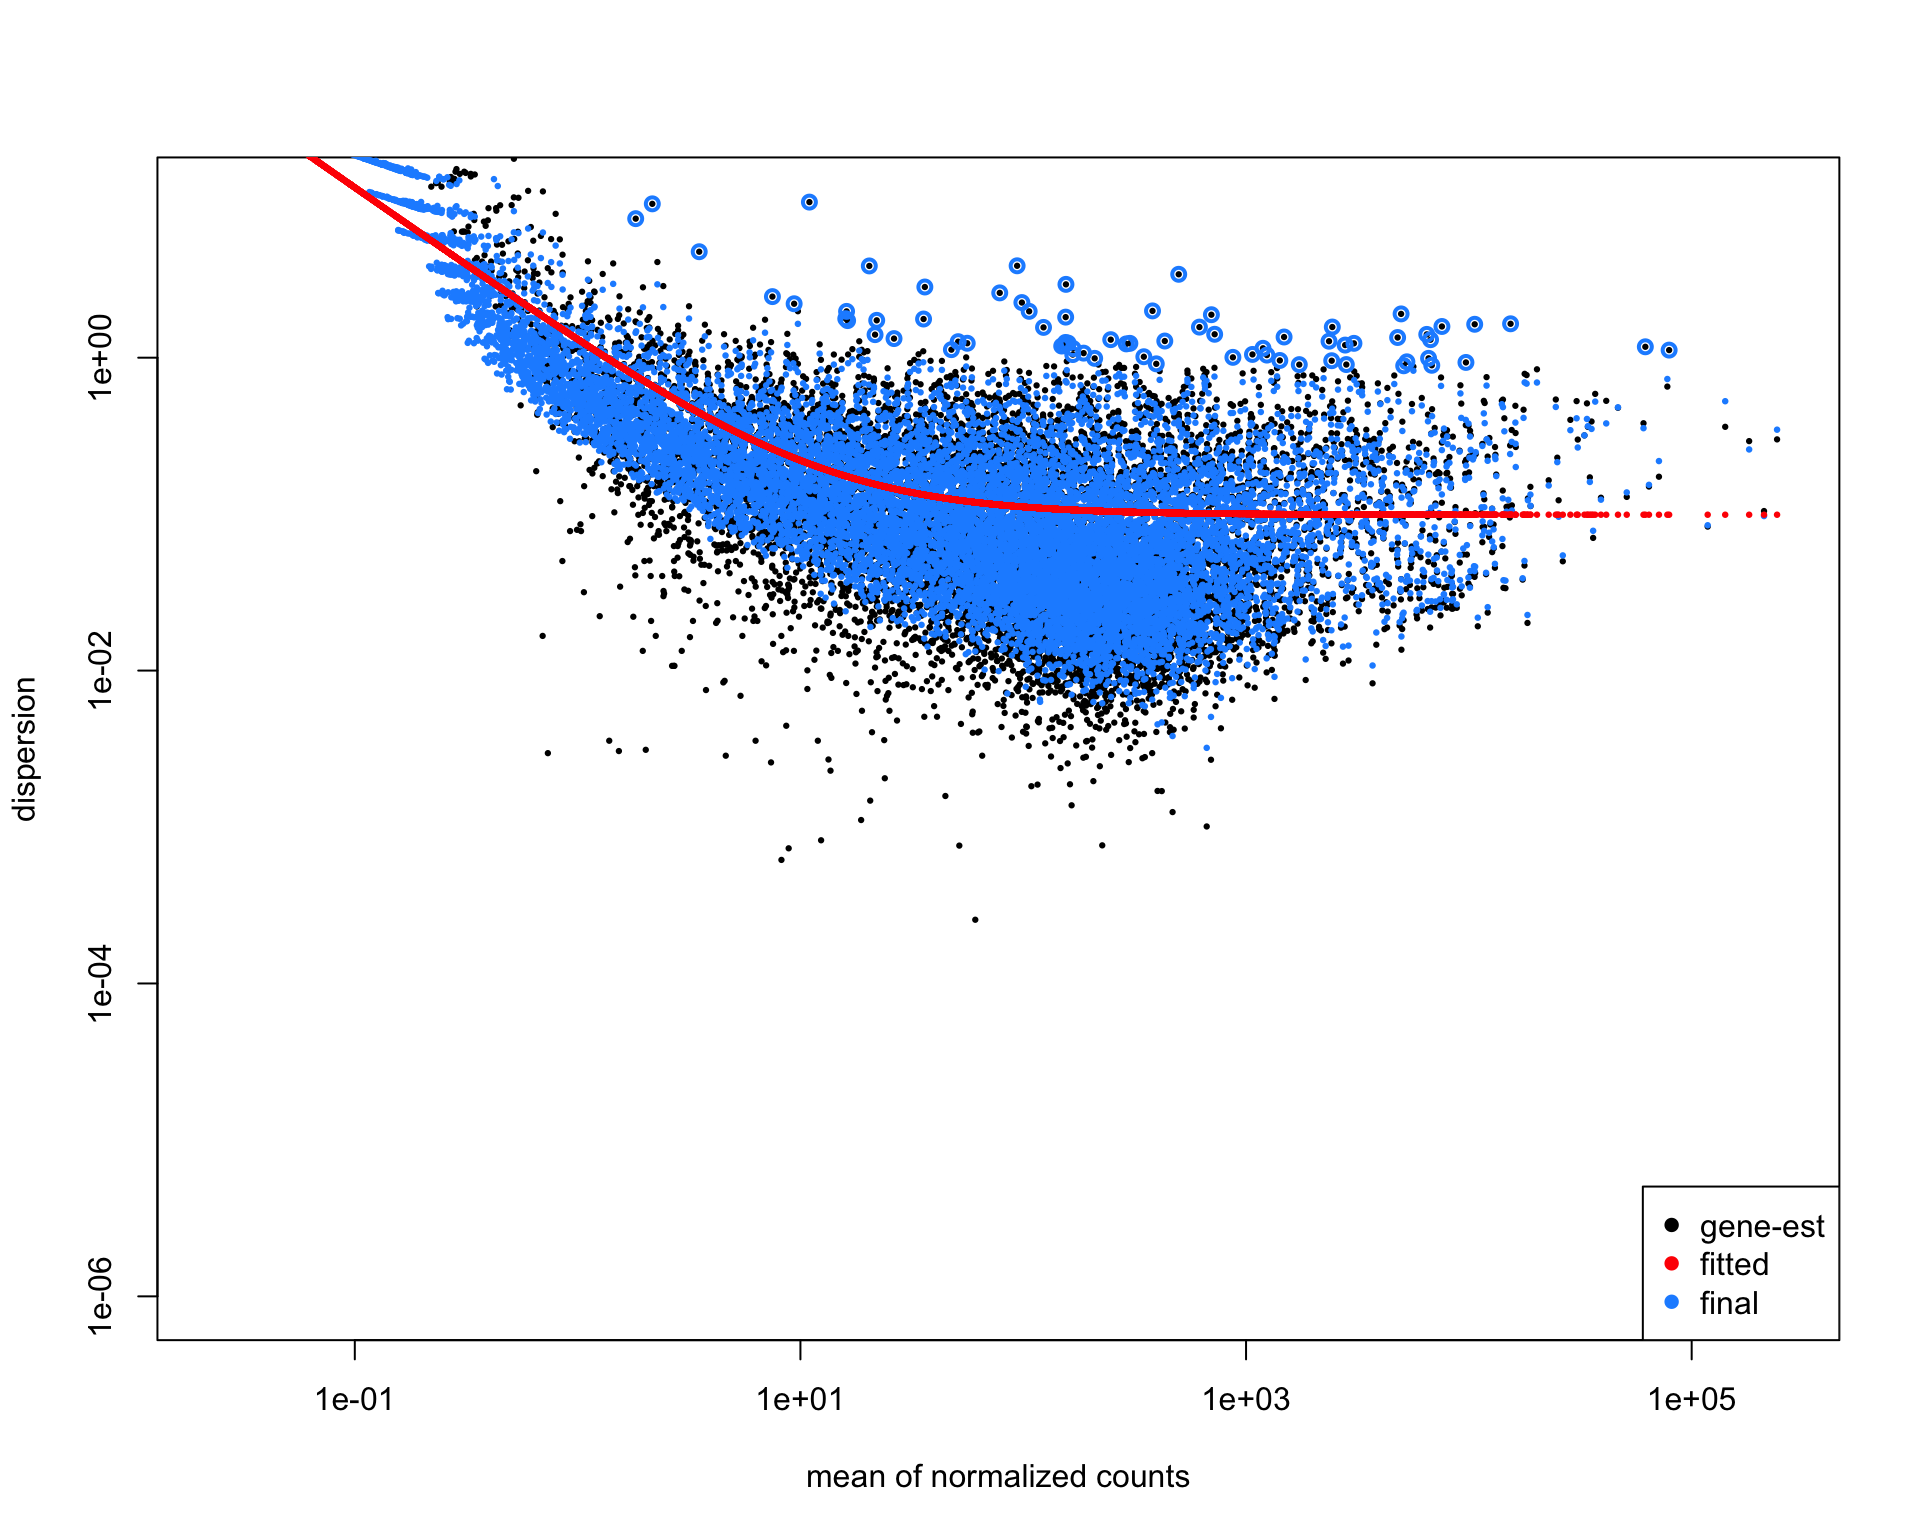 dispersion
1e+00
1e-02
1e-04
1e-06
1e-01
1e+01
1e+03
1e+05
mean of normalized counts
gene-est
fitted
final